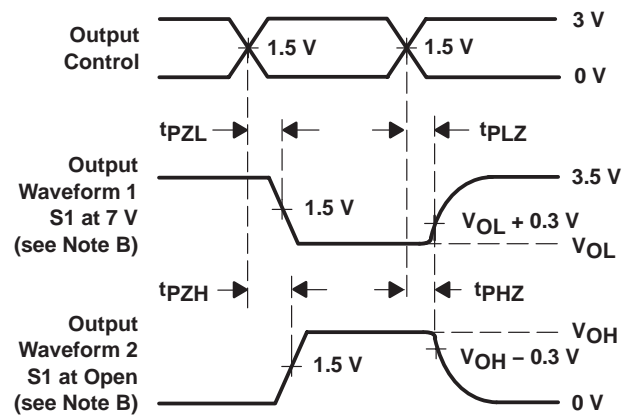 3 V
Output
Control
1.5 V
1.5 V
0 V
tPZL
tPLZ
Output
Waveform 1
S1 at 7 V
(see Note B)
3.5 V
1.5 V
VOL + 0.3 V
VOL
tPZH
tPHZ
Output
Waveform 2
S1 at Open
(see Note B)
VOH
1.5 V
VOH − 0.3 V
0 V